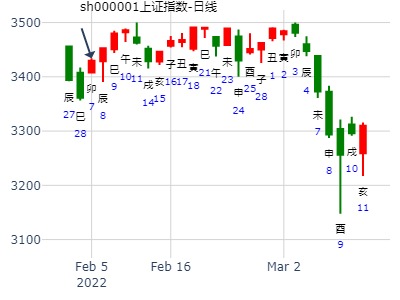 sh000001上证指数-日线
3500
3400
3300
3200
3100
辰
27
巳
28
卯
7
辰
8
巳
9
午
10
未
11
戌
14
亥
15
子
16
丑
17
寅
18
巳
21
午
22
未
23
申
24
酉
25
子
28
丑
1
寅
2
卯
3
辰
4
未
7
申
8
酉
9
戌
10
亥
11
Feb 5
2022
Feb 16
Mar 2